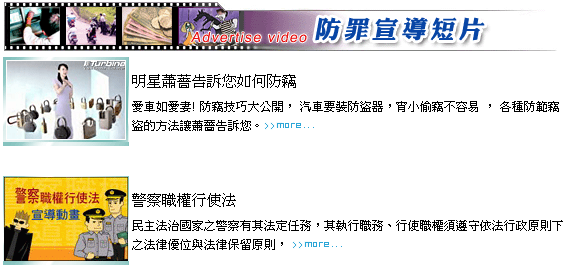 Advertise video 防罪宣導短片
Turbine
明星蕭薔告訴您如何防竊
愛車如愛妻! 防竊技巧大公開， 汽車要裝防盜器，宵小偷竊不容易 ， 各種防範竊
盜的方法讓蕭薔告訴您。>>more...
警察職權行使法
宣導動畫
警察職權行使法
民主法治國家之警察有其法定任務，其執行職務、行使職權須遵守依法行政原則下
之法律優位與法律保留原則， >>more...